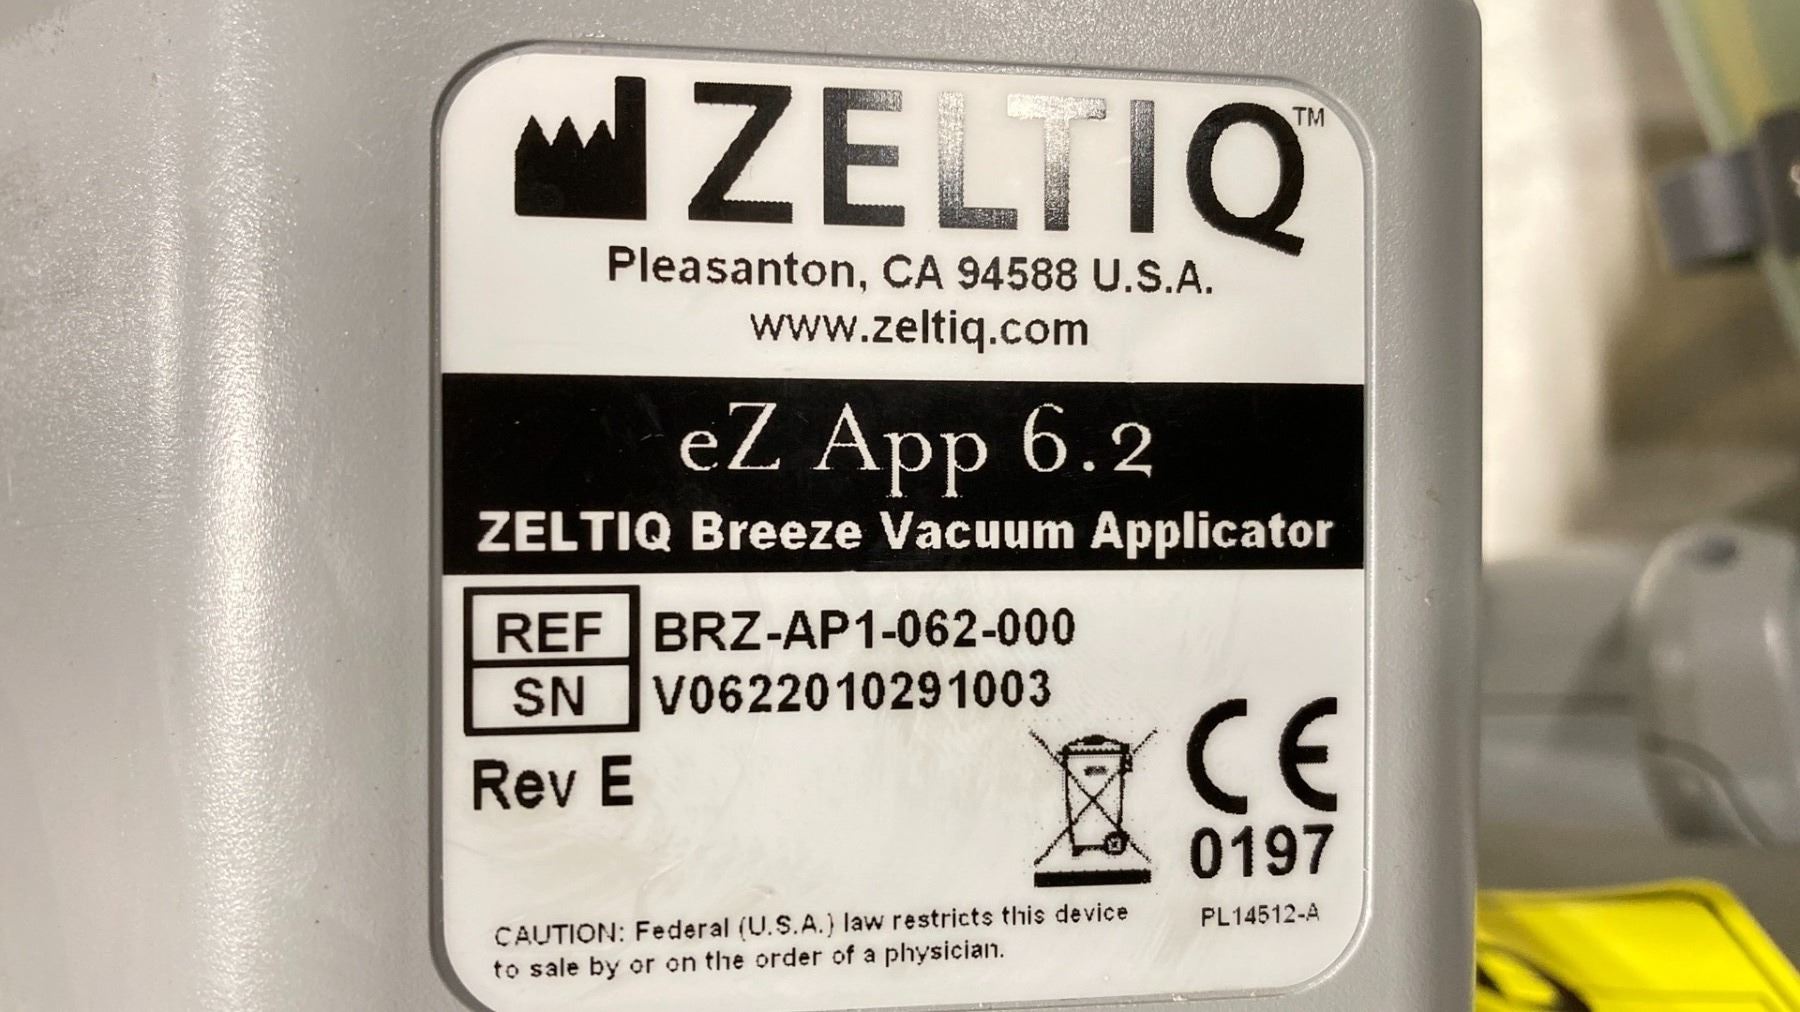 ZELTIQ™
Pleasanton, CA 94588 U.S.A.
www.zeltiq.com
eZ App 6.2
ZELTIQ Breeze Vacuum Applicator
REF BRZ-AP1-062-000
SN V0622010291003
Rev E
CE
0197
CAUTION: Federal (U.S.A.) law restricts this device
to sale by or on the order of a physician.
PL14512-A